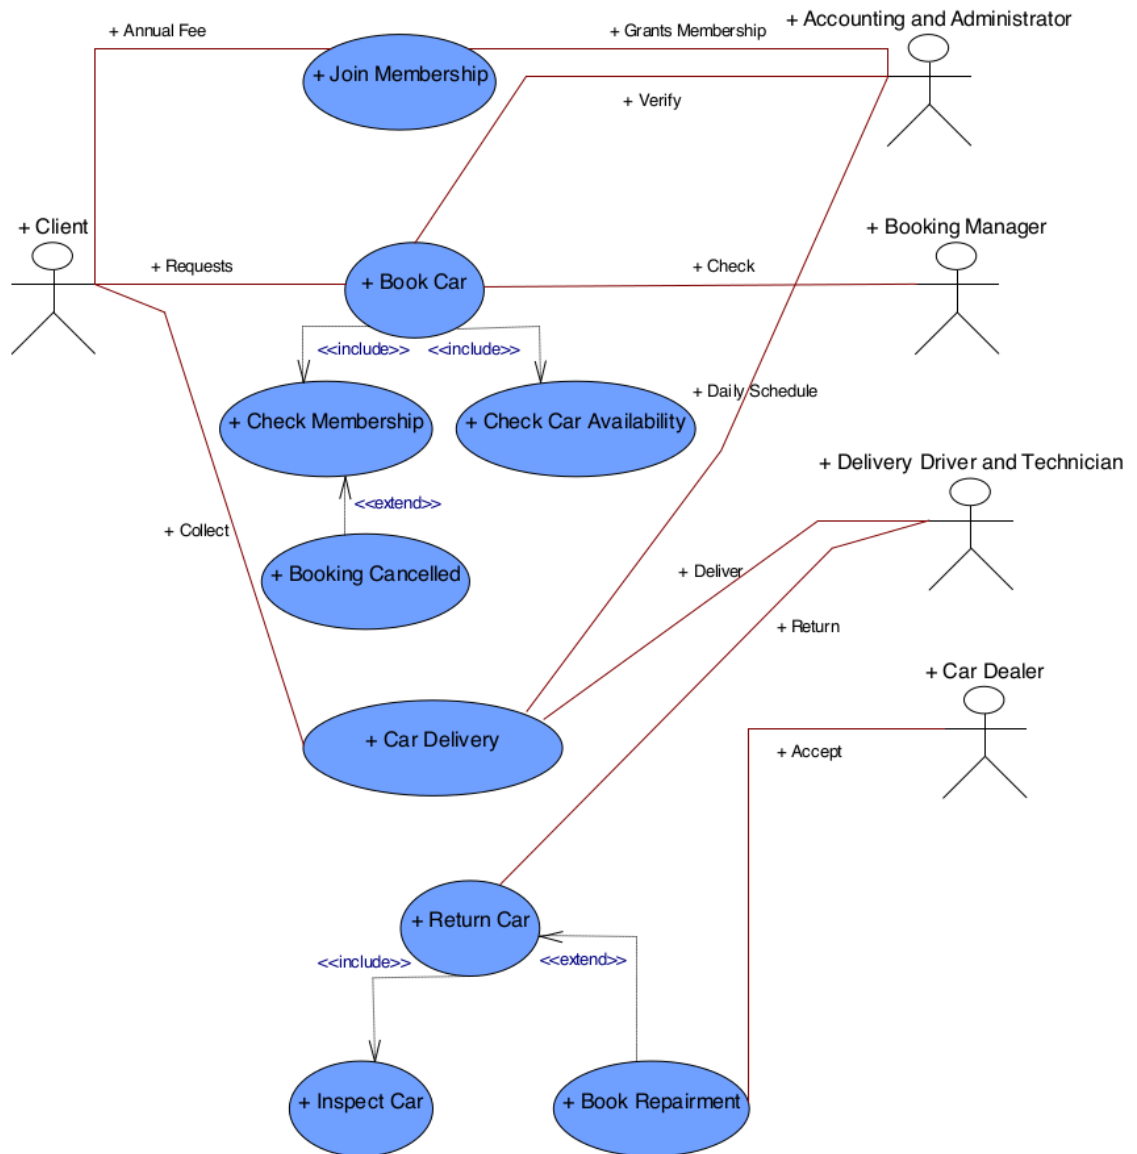 + Accounting and Administrator
+ Annual Fee
+ Grants Membership
+ Join Membership
+ Verify
+ Client
+ Booking Manager
+ Requests
+ Check
+ Book Car
<<include>>
<<include>>
+ Daily Schedule
+ Check Membership
+ Check Car Availability
+ Delivery Driver and Technician
<<extend>>
+ Collect
+ Booking Cancelled
+ Deliver
+ Return
+ Car Dealer
+ Car Delivery
+ Accept
+ Return Car
<<include>>
<<extend>>
+ Inspect Car
+ Book Repairment